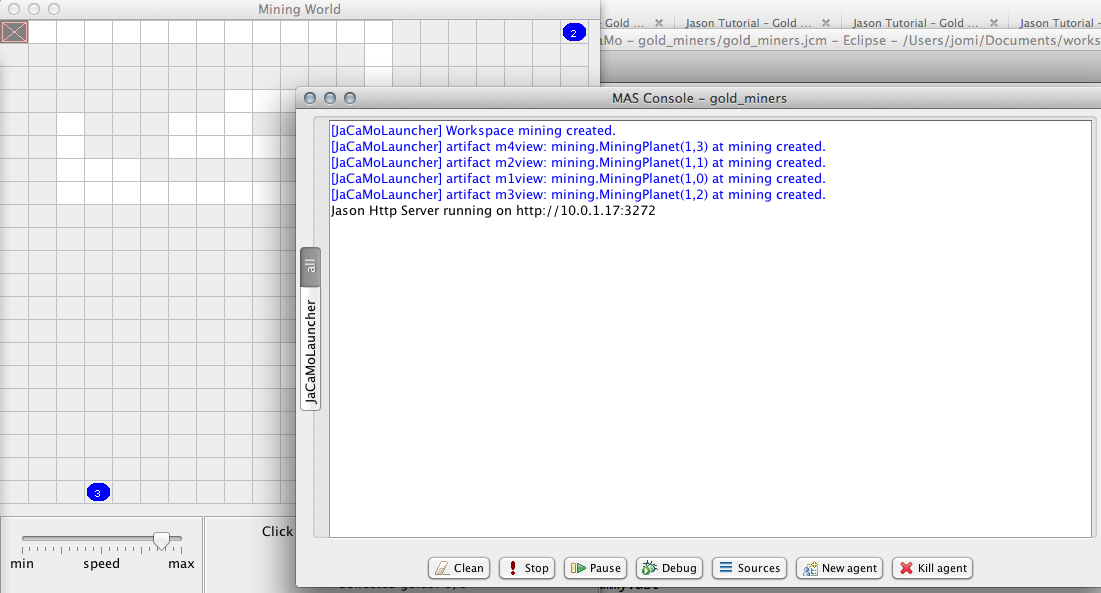 Mining World
Gold ...
Jason Tutorial - Gold ...
Jason Tutorial - Gold ...
Jason Tutorial -
aMo - gold_miners/gold_miners.jcm - Eclipse - /Users/jomi/Documents/works
2
MAS Console - gold_miners
[JaCaMoLauncher] Workspace mining created.
[JaCaMoLauncher] artifact m4view: mining.MiningPlanet(1,3) at mining created.
[JaCaMoLauncher] artifact m2view: mining.MiningPlanet(1,1) at mining created.
[JaCaMoLauncher] artifact m1view: mining.MiningPlanet(1,0) at mining created.
[JaCaMoLauncher] artifact m3view: mining.MiningPlanet(1,2) at mining created.
Jason Http Server running on http://10.0.1.17:3272
all
JaCaMoLauncher
3
Click
min speed max
Clean Stop Pause Debug Sources New agent Kill agent